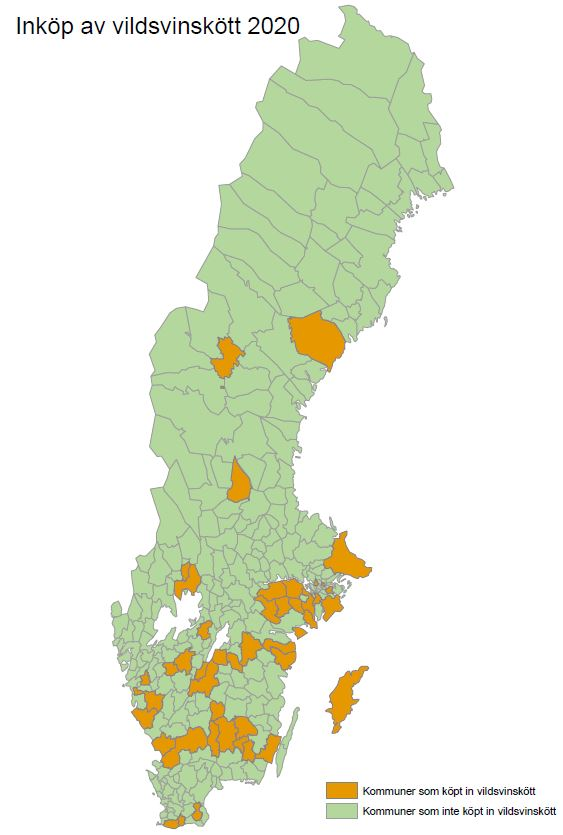 Inköp av vildsvinskött 2020
Kommuner som köpt in vildsvinskött
Kommuner som inte köpt in vildsvinskött